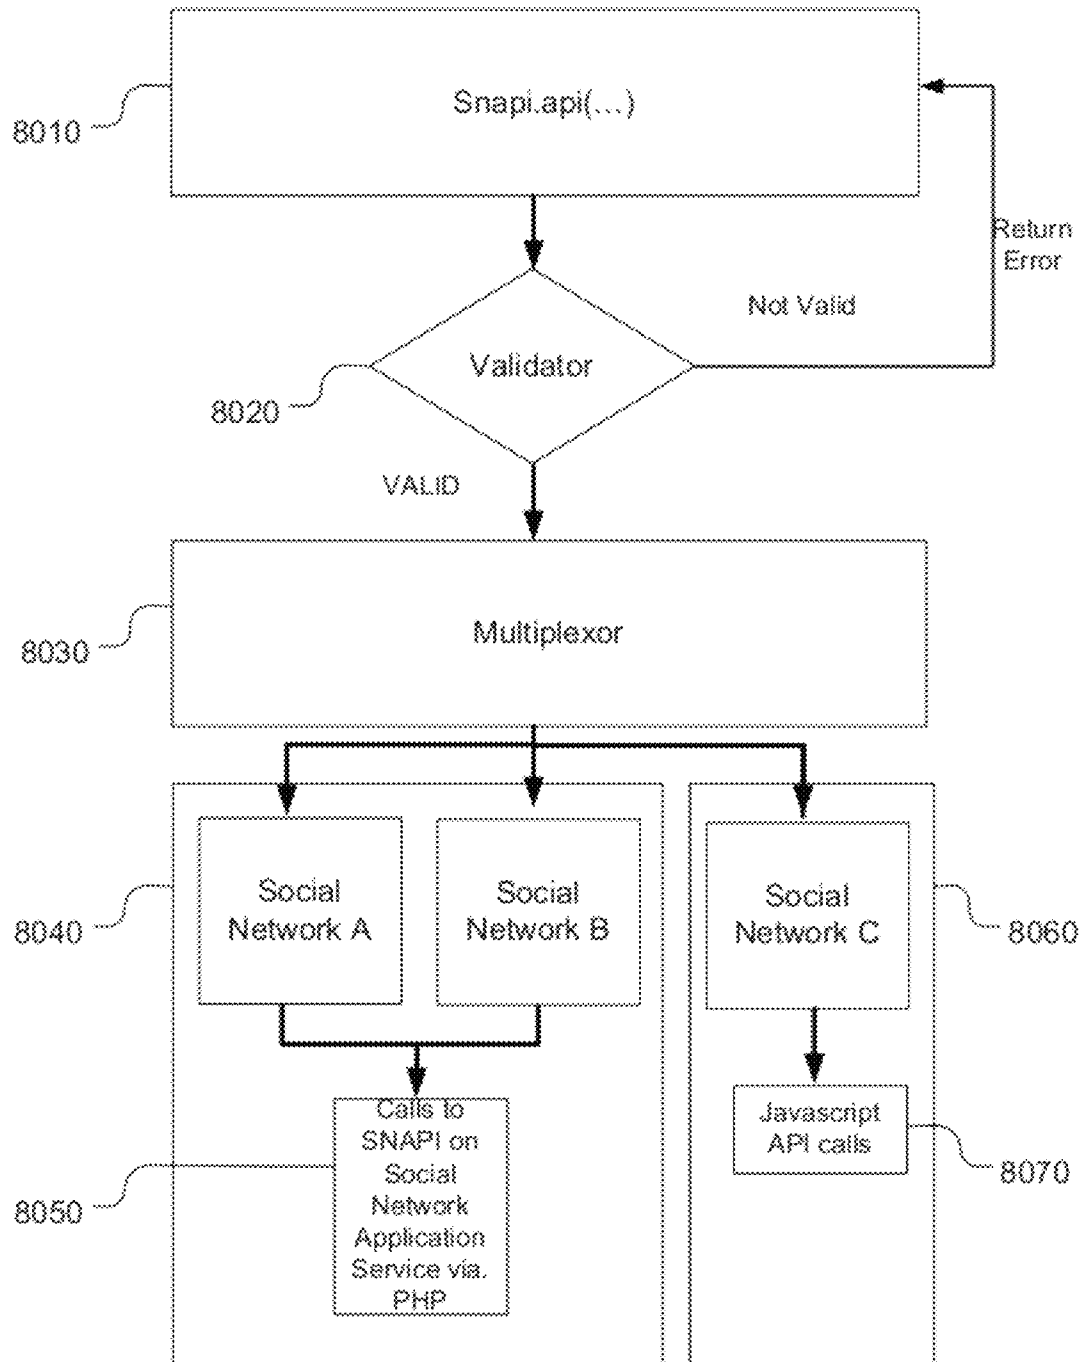 Snapi.api(...)
8010
Return
Error
Not Valid
Validator
8020
VALID
Multiplexor
8030
Social
Network A
Social
Network B
Social
Network C
8040
8060
Calls to
SNAPI on
Social
Network
Application
Service via.
PHP
Javascript
API calls
8050
8070